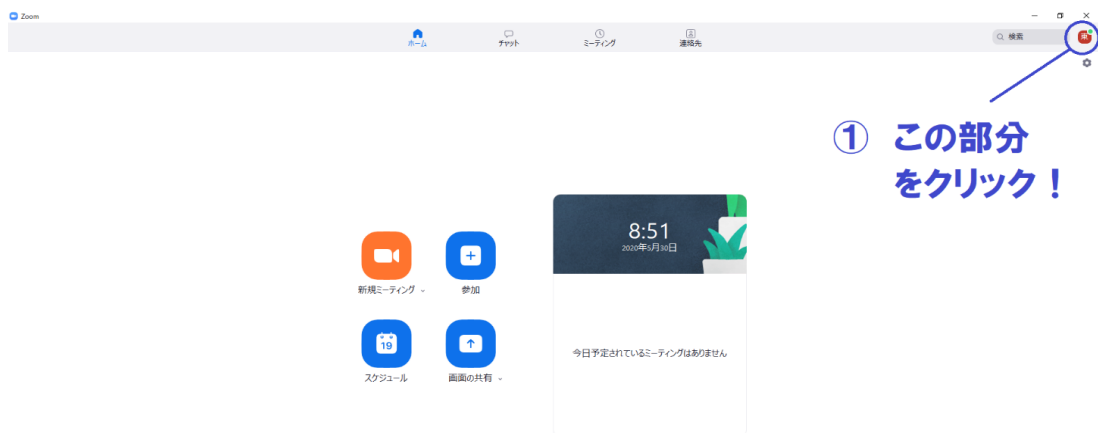 Zoom
ホーム
チャット
ミーティング
連絡先
検索
① この部分
をクリック！
8:51
2020年5月30日
新規ミーティング
参加
19
スケジュール
画面の共有
今日予定されているミーティングはありません